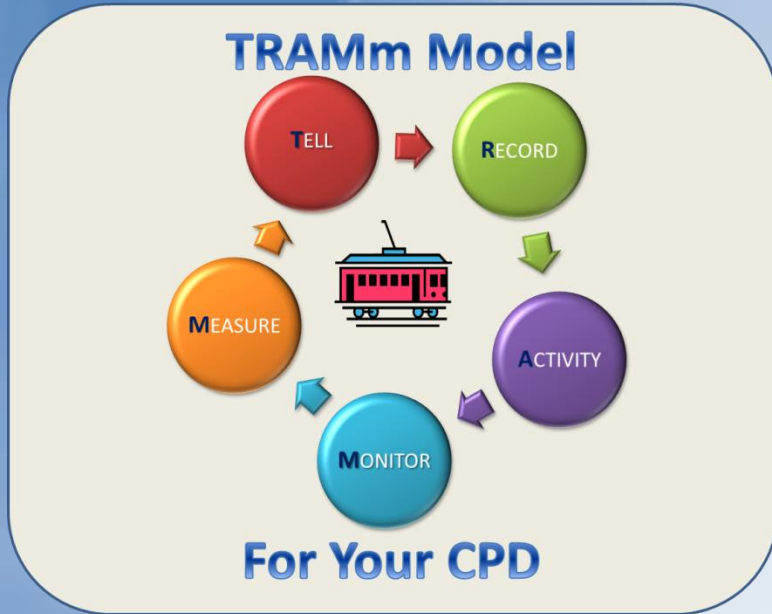 TRAMm Model
TELL
RECORD
ACTIVITY
MONITOR
MEASURE
For Your CPD